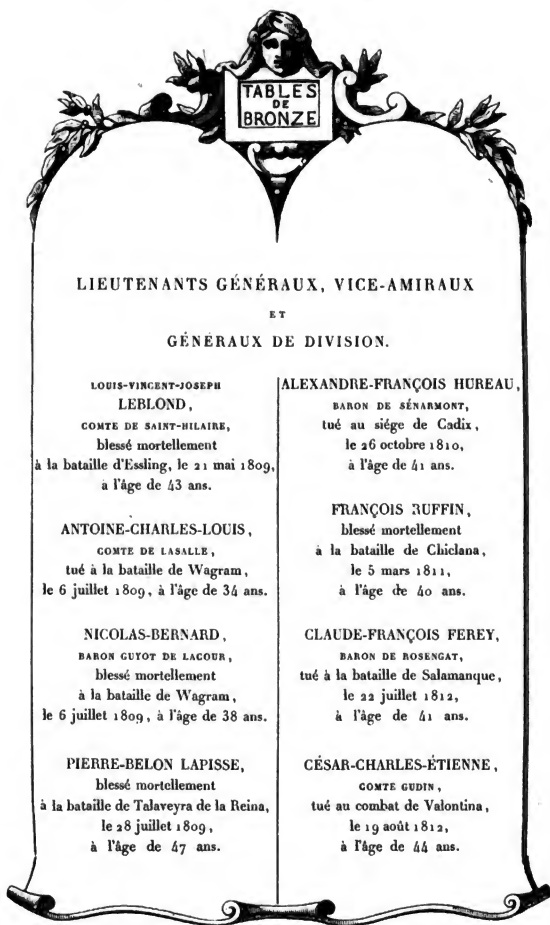 TABLES
DE
BRONZE
LIEUTENANTS GÉNÉRAUX, VICE-AMIRAUX
ET
GÉNÉRAUX DE DIVISION.
LOUIS-VINCENT-JOSEPH
LEBLOND,
COMTE DE SAINT-HILAIRE,
blessé mortellement
à la bataille d'Essling, le 21 mai 1809,
à l'âge de 43 ans.
ANTOINE-CHARLES-LOUIS,
COMTE DE LASALLE,
tué à la bataille de Wagram,
le 6 juillet 1809, à l'âge de 34 ans.
NICOLAS-BERNARD,
BARON GUYOT DE LACOUR,
blessé mortellement
à la bataille de Wagram,
le 6 juillet 1809, à l'âge de 38 ans.
PIERRE-BELON LAPISSE,
blessé mortellement
à la bataille de Talaveyra de la Reina,
le 28 juillet 1809,
à l'âge de 47 ans.
ALEXANDRE-FRANÇOIS HUREAU,
BARON DE SÉNARMONT,
tué au siége de Cadix,
le 26 octobre 1810,
à l'âge de 41 ans.
FRANÇOIS RUFFIN,
blessé mortellement
à la bataille de Chiclana,
le 5 mars 1811,
à l'âge de 40 ans.
CLAUDE-FRANÇOIS FEREY,
BARON DE ROSENGAT,
tué à la bataille de Salamanque,
le 22 juillet 1812,
à l'âge de 41 ans.
CÉSAR-CHARLES-ÉTIENNE,
COMTE GUDIN,
tué au combat de Valontina,
le 19 août 1812,
à l'âge de 44 ans.